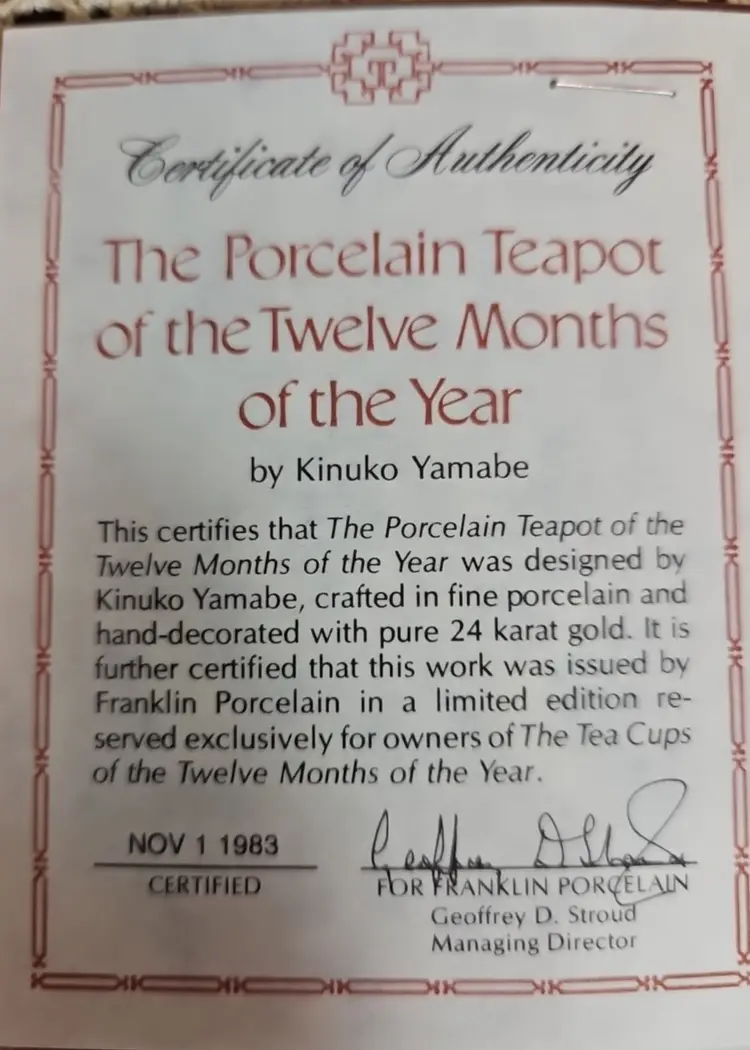 Certificate of Authenticity
The Porcelain Teapot
of the Twelve Months
of the Year
by Kinuko Yamabe
This certifies that The Porcelain Teapot of the
Twelve Months of the Year was designed by
Kinuko Yamabe, crafted in fine porcelain and
hand-decorated with pure 24 karat gold. It is
further certified that this work was issued by
Franklin Porcelain in a limited edition re-
served exclusively for owners of The Tea Cups
of the Twelve Months of the Year.
NOV 1 1983
CERTIFIED
Geoffrey D Stroud
FOR FRANKLIN PORCELAIN
Geoffrey D. Stroud
Managing Director